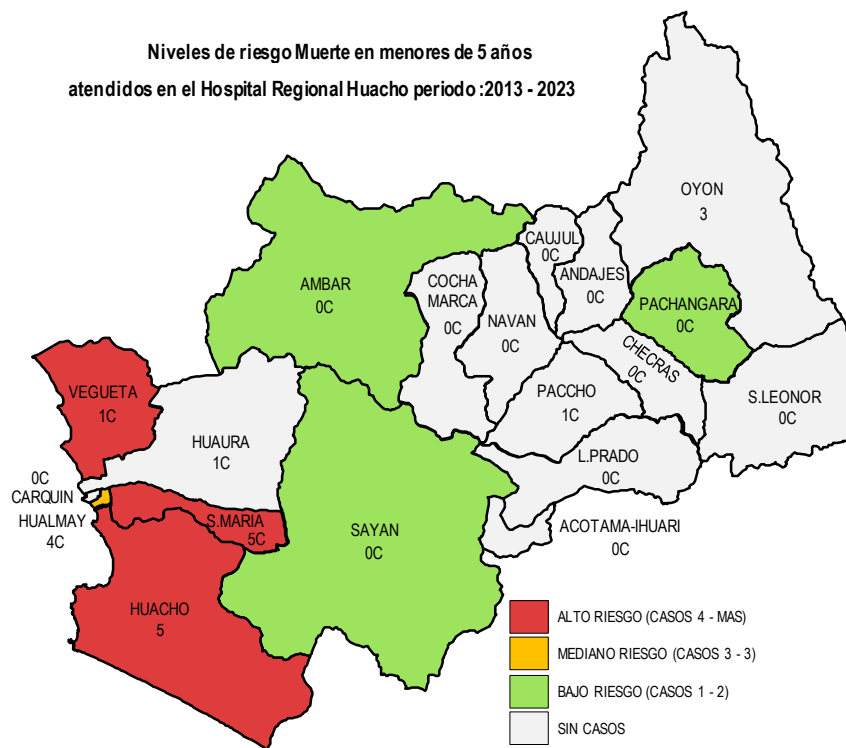 Niveles de riesgo Muerte en menores de 5 años
atendidos en el Hospital Regional Huacho periodo :2013 - 2023
OYON
3
CAUJUL
0C
ANDAJES
0C
COCHA
MARCA
0C
AMBAR
0C
PACHANGARA
0C
NAVAN
0C
CHECRAS
0C
VEGUETA
1C
PACCHO
1C
S.LEONOR
0C
HUAURA
1C
L.PRADO
0C
0C
CARQUIN
HUALMAY
4C
S.MARIA
5C
SAYAN
0C
ACOTAMA-IHUARI
0C
HUACHO
5
ALTO RIESGO (CASOS 4 - MAS)
MEDIANO RIESGO (CASOS 3 - 3)
BAJO RIESGO (CASOS 1 - 2)
SIN CASOS